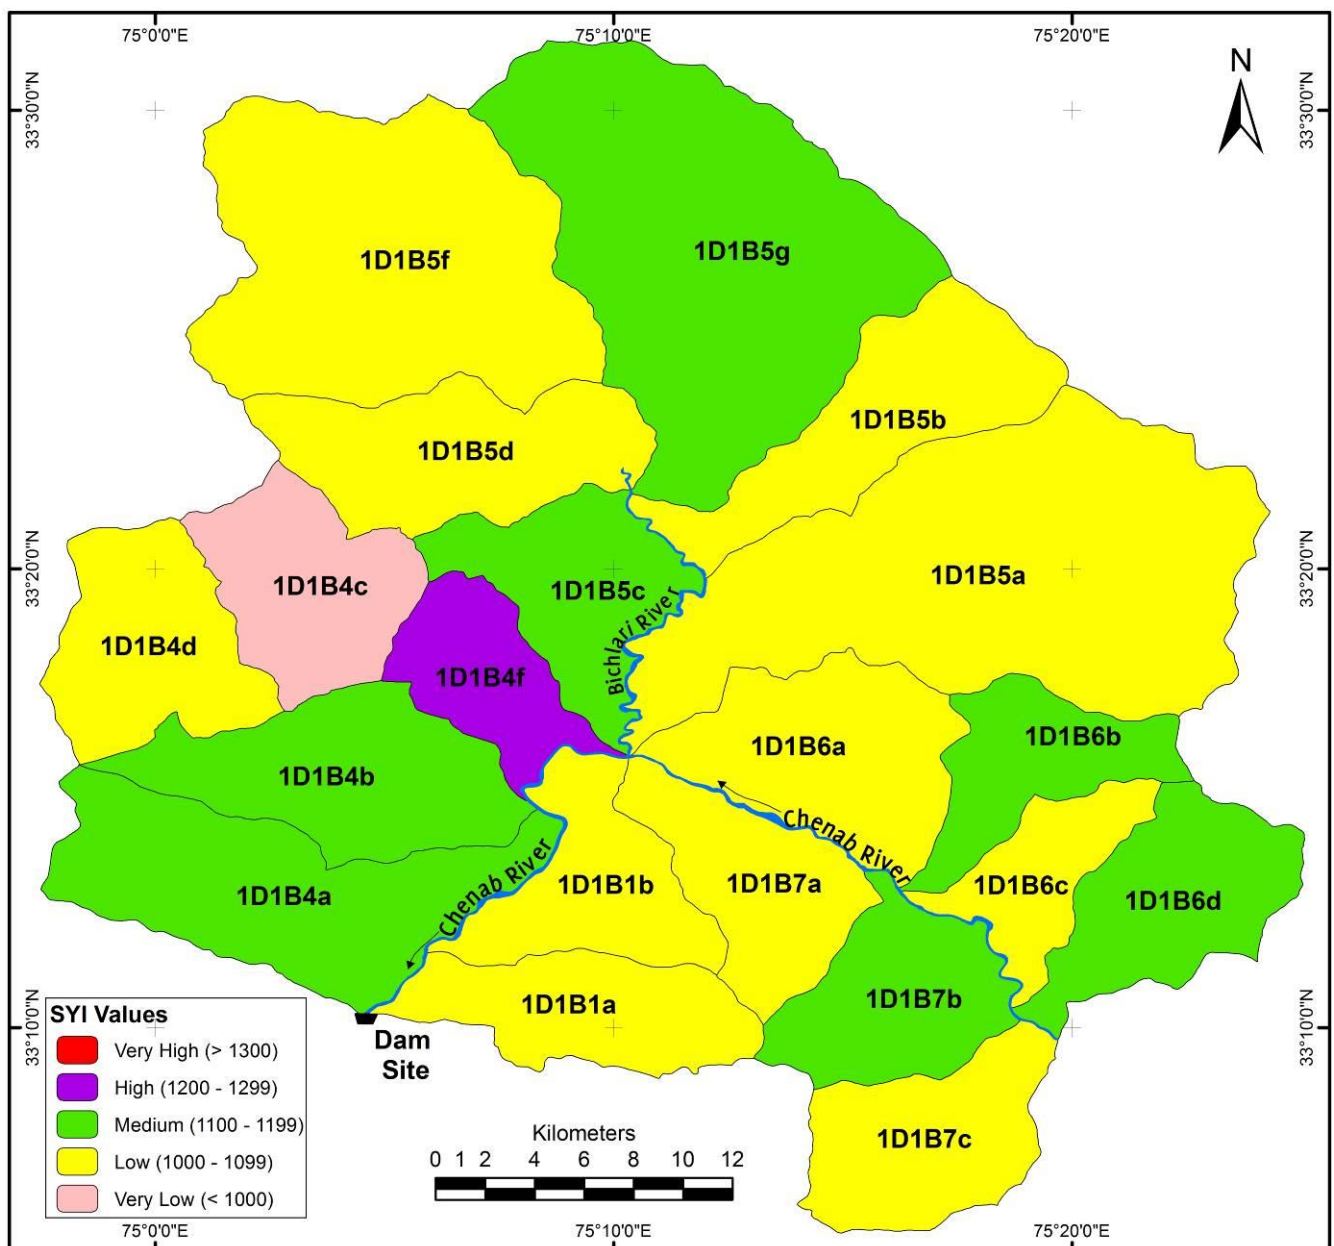 75°0'0"E
75°10'0"E
75°20'0"E
N
33°30'0"N
33°30'0"N
1D1B5g
1D1B5f
1D1B5b
1D1B5d
33°20'0"N
33°20'0"N
1D1B5a
1D1B4c
1D1B5c
Bichlari River
1D1B4d
1D1B4f
1D1B6b
1D1B6a
1D1B4b
Chenab River
1D1B4a
Chenab River
1D1B1b
1D1B7a
1D1B6c
1D1B6d
1D1B7b
1D1B1a
33°10'0"N
33°10'0"N
SYI Values
Very High (> 1300)
High (1200 - 1299)
Medium (1100 - 1199)
Low (1000 - 1099)
Very Low (< 1000)
Dam
Site
Kilometers
0 1 2 4 6 8 10 12
1D1B7c
75°0'0"E
75°10'0"E
75°20'0"E